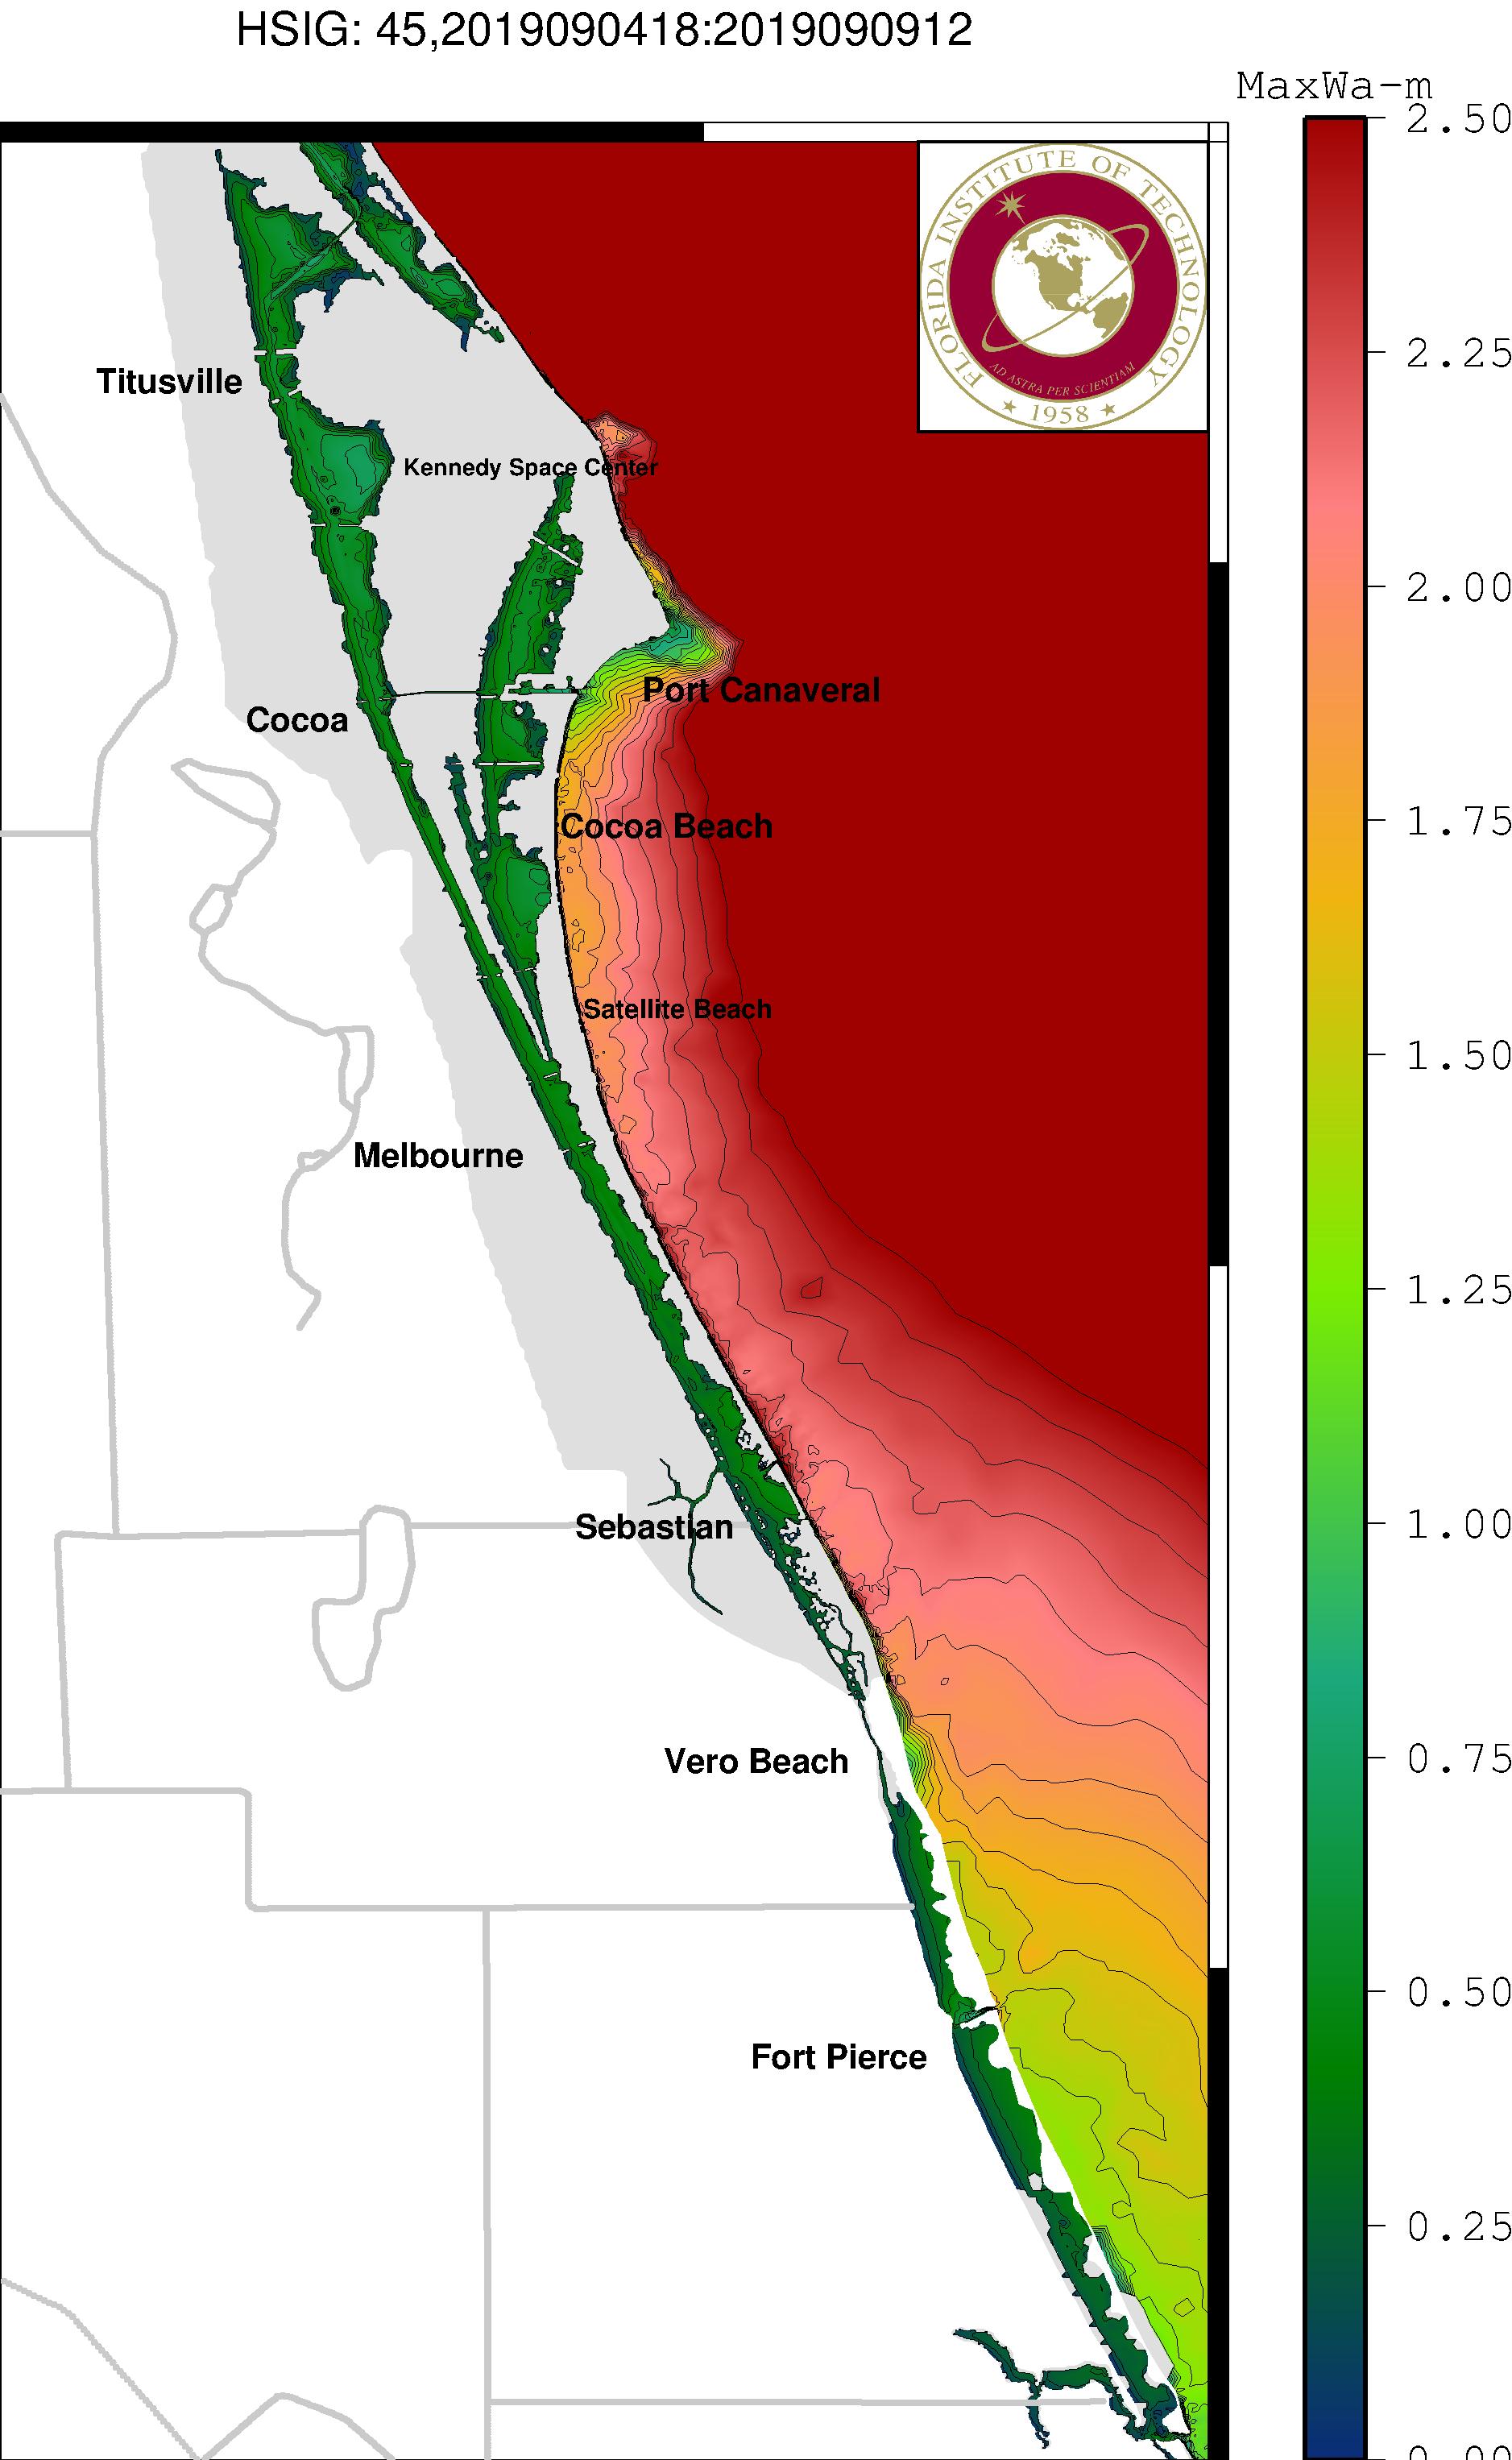 HSIG: 45,2019090418:2019090912
MaxWa-m
2.50
FLORIDA INSTITUTE OF TECHNOLOGY
AD ASTRA PER SCIENTIAM
1958
2.25
Titusville
Kennedy Space Center
2.00
Port Canaveral
Cocoa
1.75
Cocoa Beach
Satellite Beach
1.50
Melbourne
1.25
1.00
Sebastian
0.75
Vero Beach
0.50
Fort Pierce
0.25
0.00